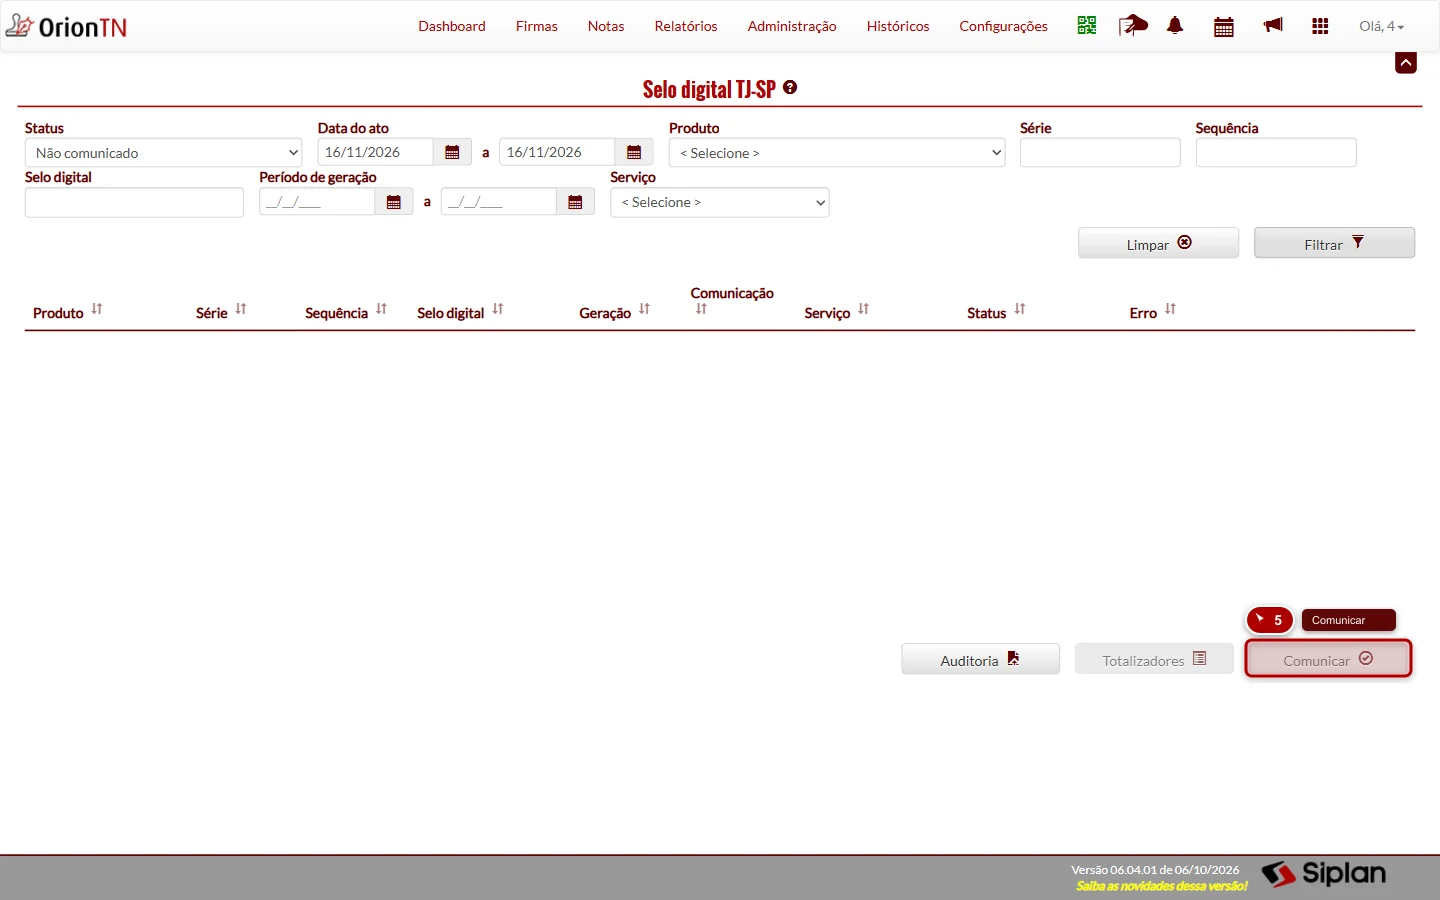 OrionTN
Dashboard Firmas Notas Relatórios Administração Históricos Configurações Olá, 4
Selo digital TJ-SP
Status Data do ato Produto Série Sequência
Não comunicado 16/11/2026 a 16/11/2026 < Selecione >
Selo digital Período de geração Serviço
__/__/____ a __/__/____ < Selecione >
Limpar Filtrar
Produto Série Sequência Selo digital Geração Comunicação Serviço Status Erro
5 Comunicar
Auditoria Totalizadores Comunicar
Versão 06.04.01 de 06/10/2026
Saiba as novidades dessa versão!
Siplan